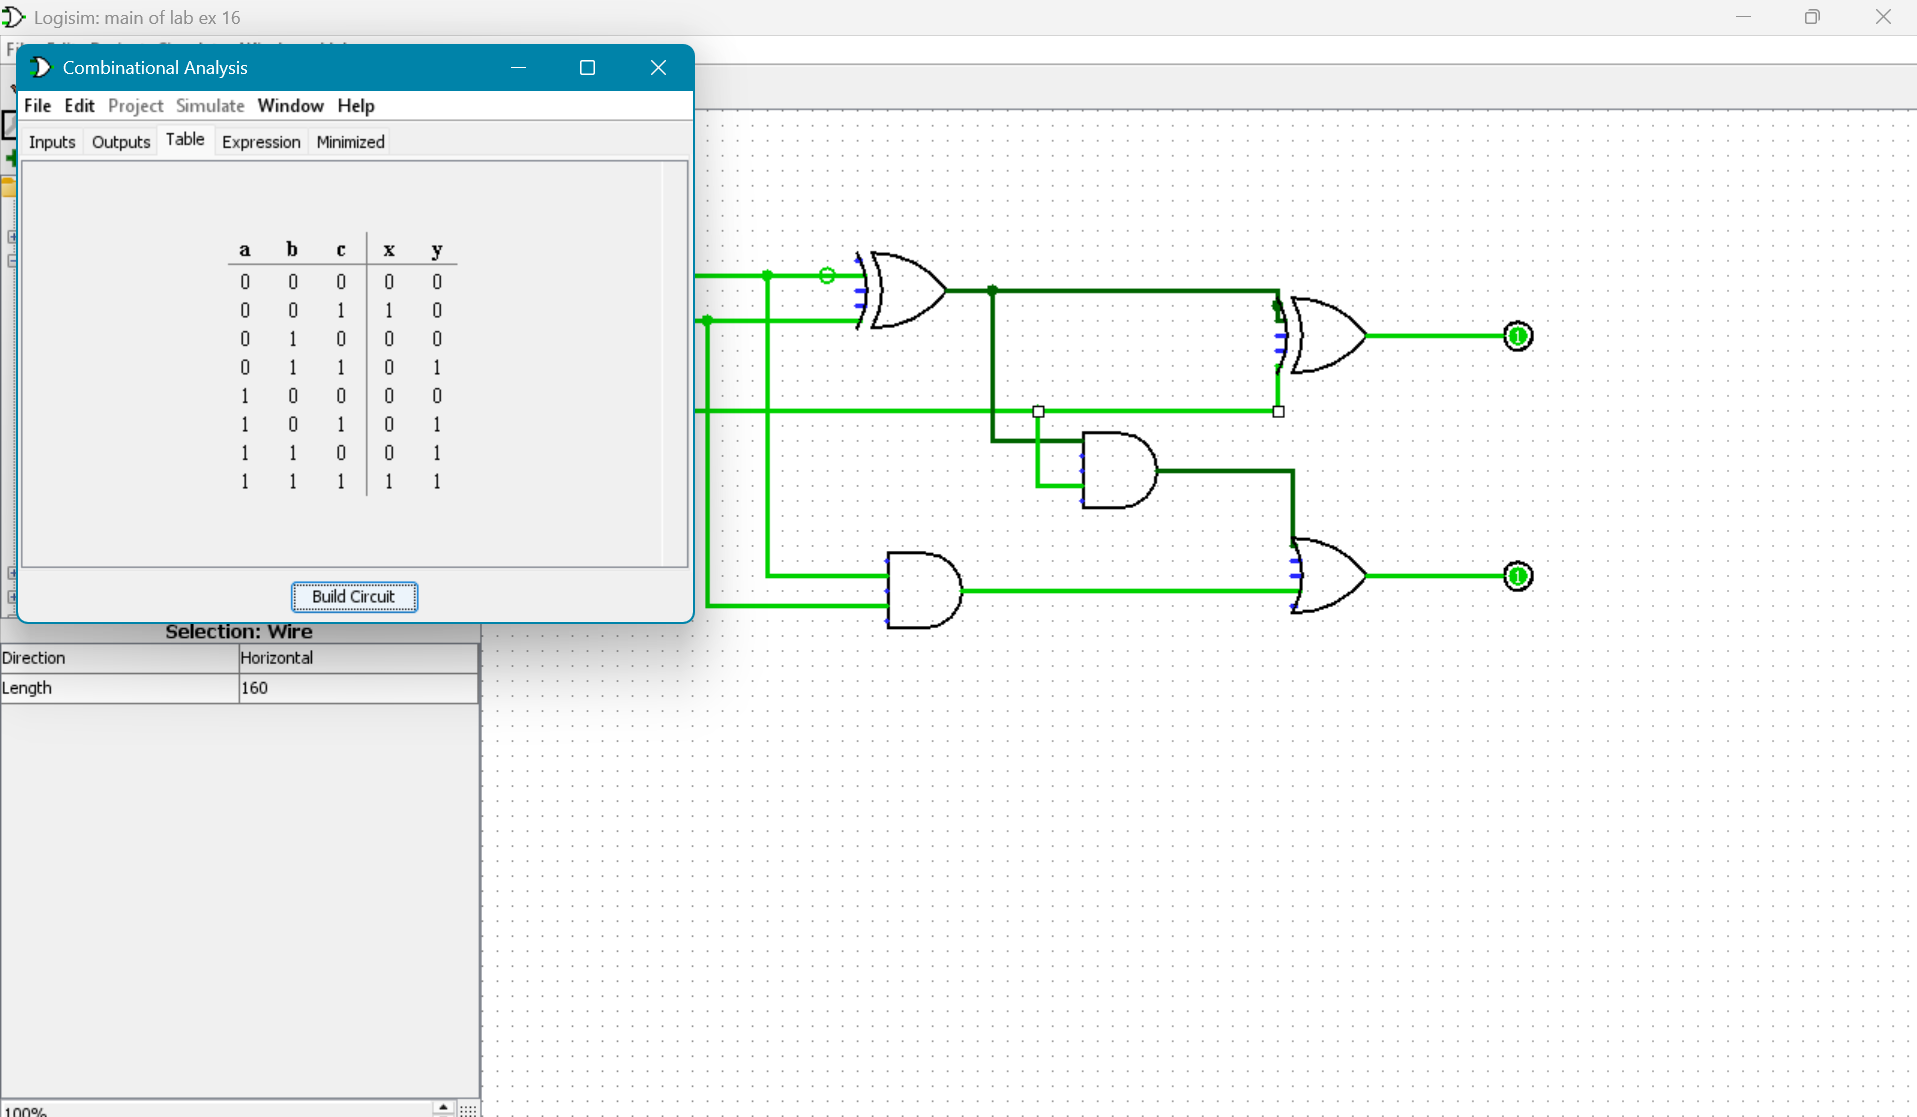 Logisim: main of lab ex 16
Combinational Analysis
File Edit Project Simulate Window Help
Inputs Outputs Table Expression Minimized
a b c x y
0 0 0 0 0
0 0 1 1 0
0 1 0 0 0
0 1 1 0 1
1 0 0 0 0
1 0 1 0 1
1 1 0 0 1
1 1 1 1 1
Build Circuit
Selection: Wire
Direction Horizontal
Length 160
100%
1
1